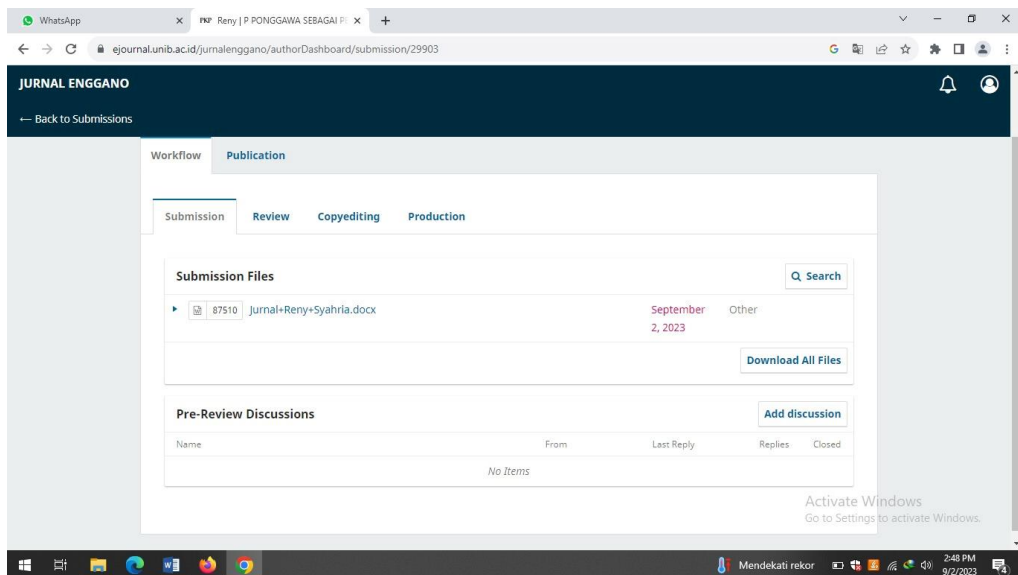 WhatsApp
PKP Reny | P PONGGAWA SEBAGAI PE
ejournal.unib.ac.id/jurnalenggano/authorDashboard/submission/29903
JURNAL ENGGANO
← Back to Submissions
Workflow Publication
Submission Review Copyediting Production
Submission Files
Search
87510 Jurnal+Reny+Syahria.docx September Other
2, 2023
Download All Files
Pre-Review Discussions
Add discussion
Name From Last Reply Replies Closed
No Items
Activate Windows
Go to Settings to activate Windows.
Mendekati rekor
2:48 PM
9/2/2023
4